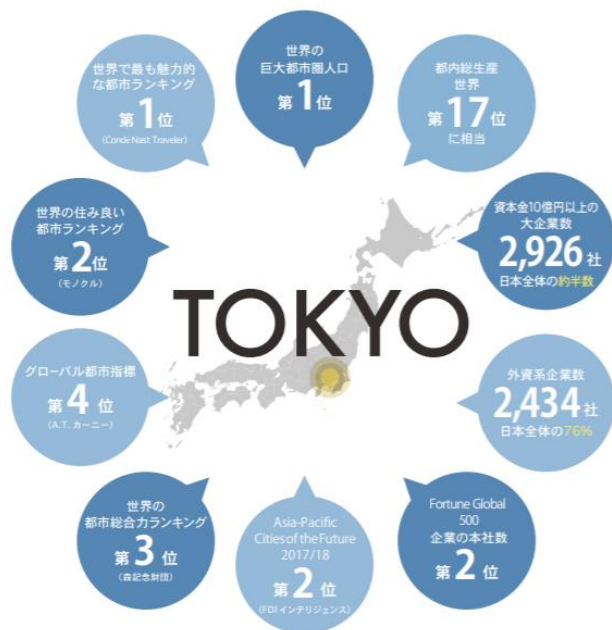 世界の
巨大都市圏人口
第1位
都内総生産
世界
第17位
に相当
資本金10億円以上の
大企業数
2,926 社
日本全体の約半数
外資系企業数
2,434 社
日本全体の76%
Fortune Global
500
企業の本社数
第2位
Asia-Pacific
Cities of the Future
2017/18
第2位
(FDI インテリジェンス)
世界の
都市総合力ランキング
第3位
(森記念財団)
グローバル都市指標
第4位
(A.T. カーニー)
世界の住み良い
都市ランキング
第2位
(モノクル)
世界で最も魅力的
な都市ランキング
第1位
(Conde Nast Traveler)
TOKYO